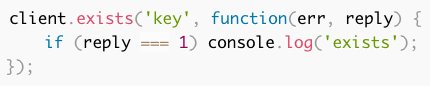 client.exists('key', function(err, reply) {
    if (reply === 1) console.log('exists');
});